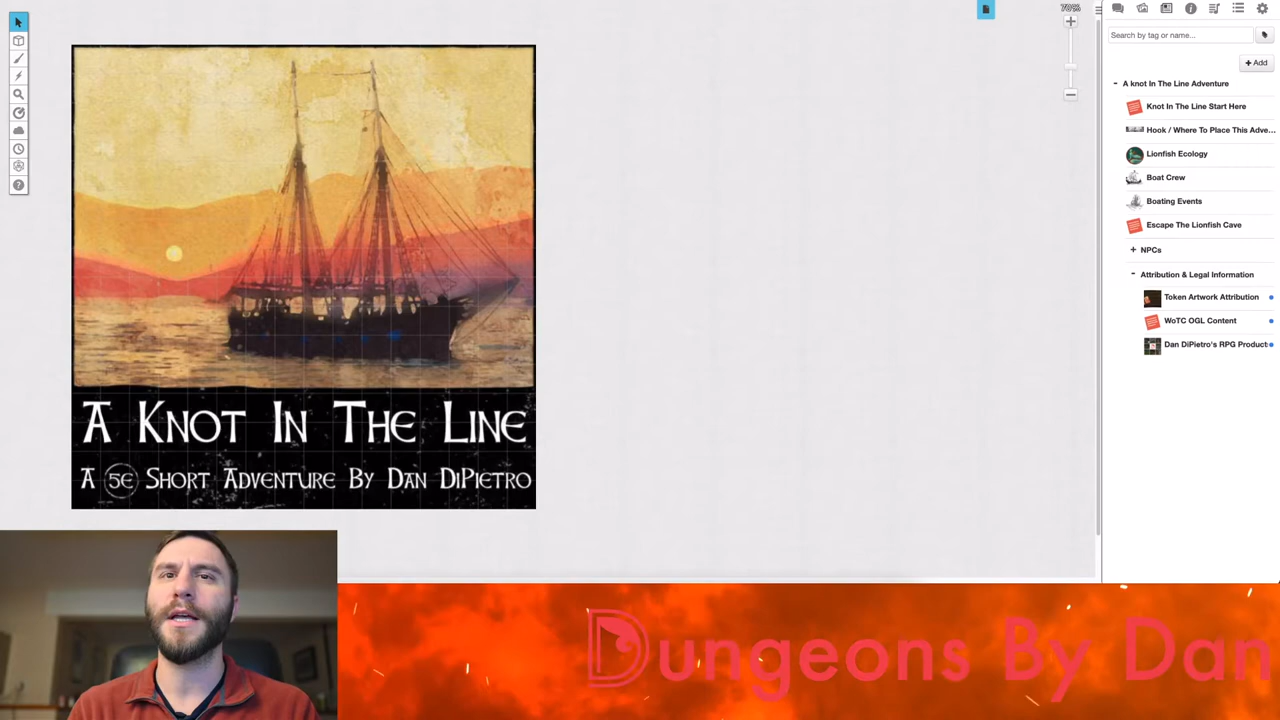 70%
Search by tag or name...
+ Add
A knot In The Line Adventure
Knot In The Line Start Here
Hook / Where To Place This Adve...
Lionfish Ecology
Boat Crew
Boating Events
Escape The Lionfish Cave
NPCs
Attribution & Legal Information
Token Artwork Attribution
WoTC OGL Content
Dan DiPietro's RPG Product
A Knot In The Line
A 5E Short Adventure By Dan DiPietro
Dungeons By Dan